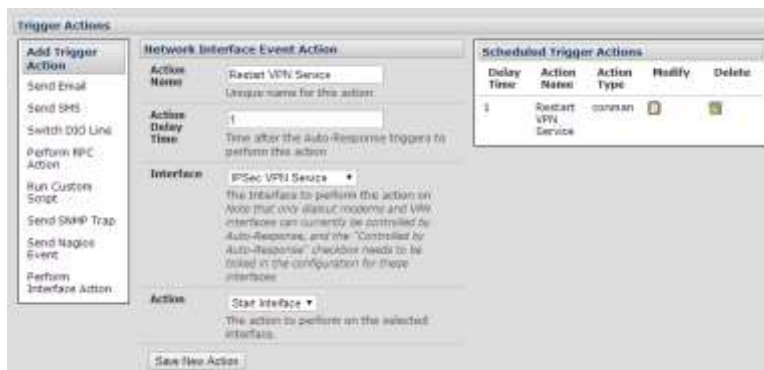 Trigger Actions
Add Trigger
Action
Send Email
Send SMS
Switch DIO Line
Perform RPC
Action
Run Custom
Script
Send SNMP Trap
Send Nagios
Event
Perform
Interface Action
Network Interface Event Action
Action
Name
Restart VPN Service
Unique name for this action
Action
Delay
Time
1
Time after the Auto-Response triggers to
perform this action
Interface
IPSec VPN Service
The Interface to perform the action on
Note that only dialout modems and VPN
interfaces can currently be controlled by
Auto-Response, and the "Controlled by
Auto-Response" checkbox needs to be
ticked in the configuration for these
interfaces
Action
Start Interface
The action to perform on the selected
interface.
Save New Action
Scheduled Trigger Actions
Delay
Time
Action
Name
Action
Type
Modify
Delete
1
Restart
VPN
Service
conman